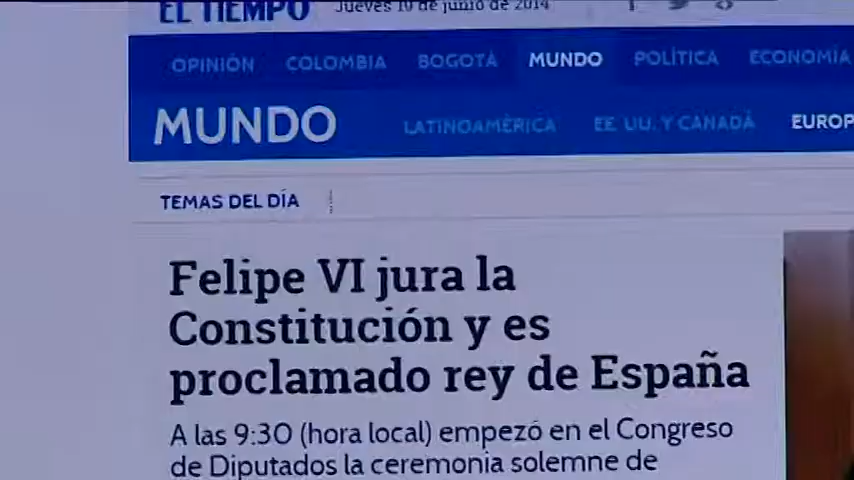 EL TIEMPO Jueves 19 de junio de 2014
OPINIÓN COLOMBIA BOGOTÁ MUNDO POLÍTICA ECONOMÍA
MUNDO LATINOAMÉRICA EE. UU. Y CANADÁ EUROP
TEMAS DEL DÍA
Felipe VI jura la
Constitución y es
proclamado rey de España
A las 9:30 (hora local) empezó en el Congreso
de Diputados la ceremonia solemne de